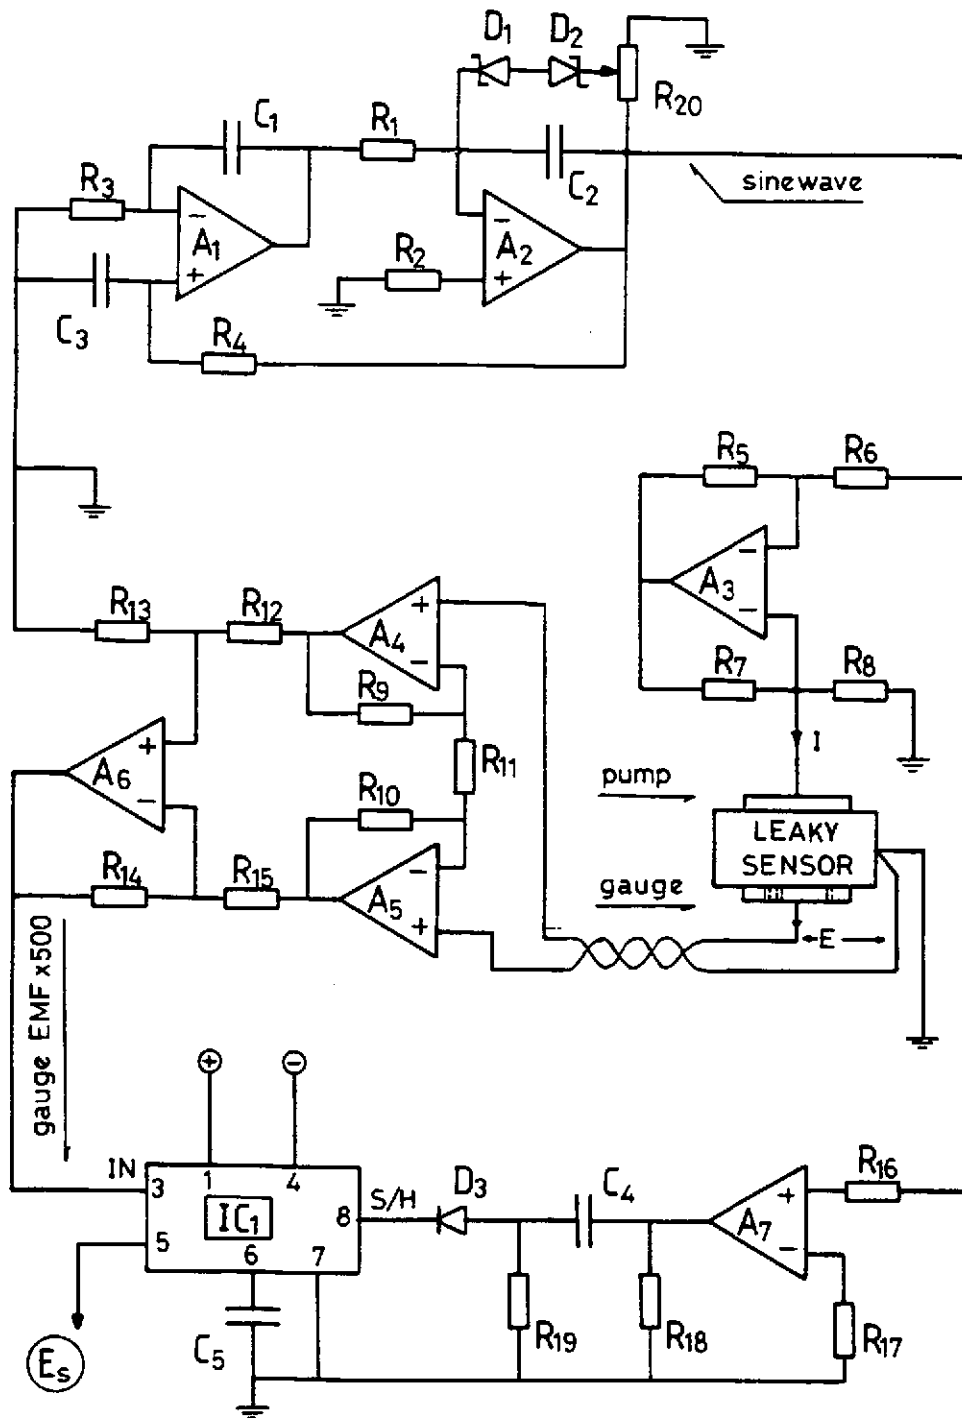 D1 D2
R20
C1 R1
C2
sinewave
R3
− A1 +
− A2 +
R2
C3
R4
R5 R6
− A3 −
R7 R8
I
R13 R12
+ A4 −
R9
R11
+ A6 −
R10
− A5 +
R14 R15
pump
LEAKY
SENSOR
gauge
E
gauge EMF x500
+ −
IN
3 1 4
IC1
8 S/H
5 6 7
D3 C4
+ A7 −
R16
R17
R19 R18
C5
Es